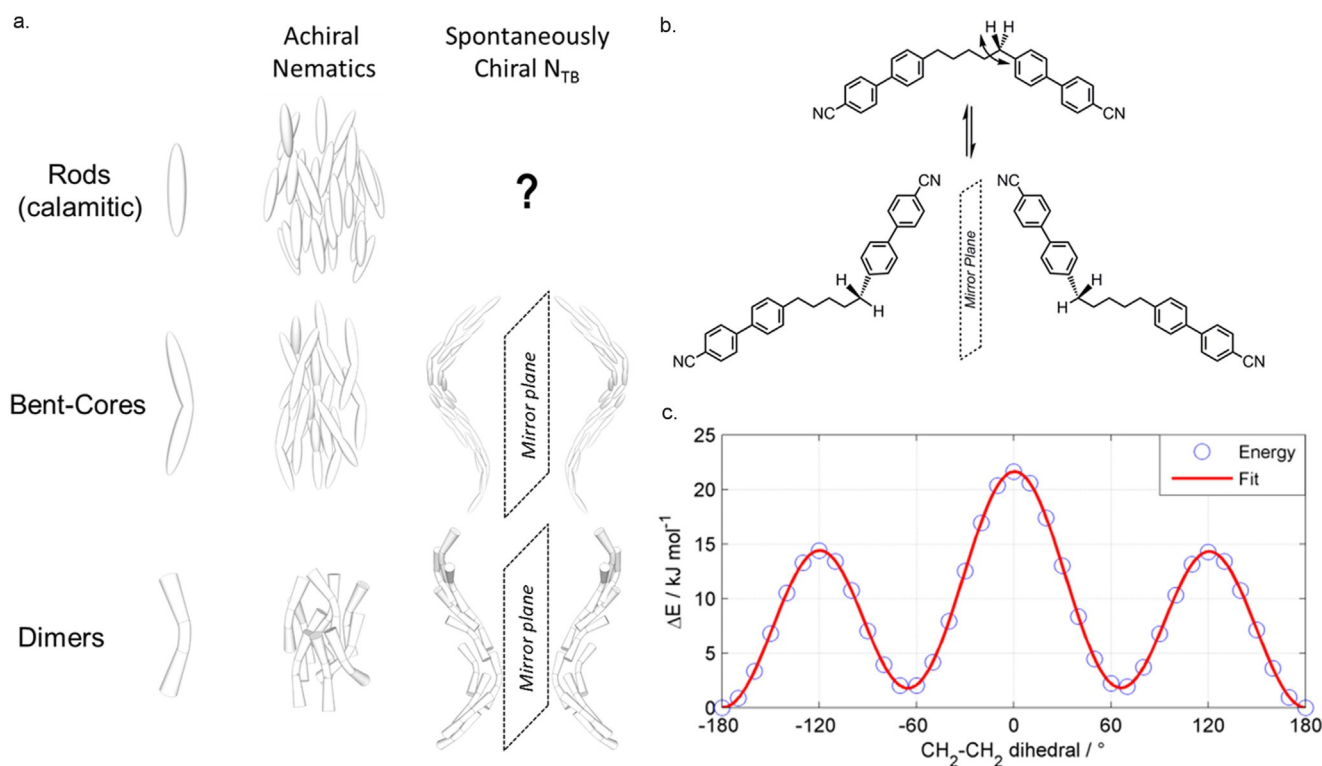 a.
Achiral
Nematics
Spontaneously
Chiral N_TB
Rods
(calamitic)
?
Bent-Cores
Mirror plane
Dimers
Mirror plane
b.
H H
NC
CN
CN
NC
Mirror Plane
H
H
H
H
NC
CN
c.
Energy
Fit
ΔE / kJ mol⁻¹
25
20
15
10
5
0
-180 -120 -60 0 60 120 180
CH₂-CH₂ dihedral / °